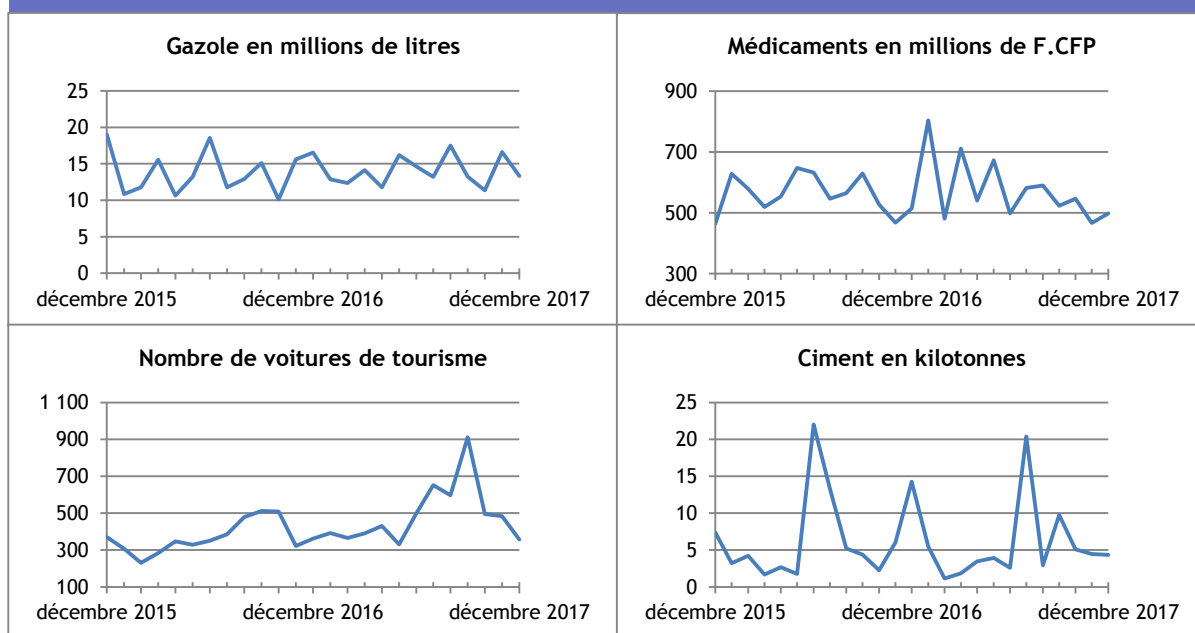 Gazole en millions de litres
25
20
15
10
5
0
décembre 2015 décembre 2016 décembre 2017
Médicaments en millions de F.CFP
900
700
500
300
décembre 2015 décembre 2016 décembre 2017
Nombre de voitures de tourisme
1 100
900
700
500
300
100
décembre 2015 décembre 2016 décembre 2017
Ciment en kilotonnes
25
20
15
10
5
0
décembre 2015 décembre 2016 décembre 2017